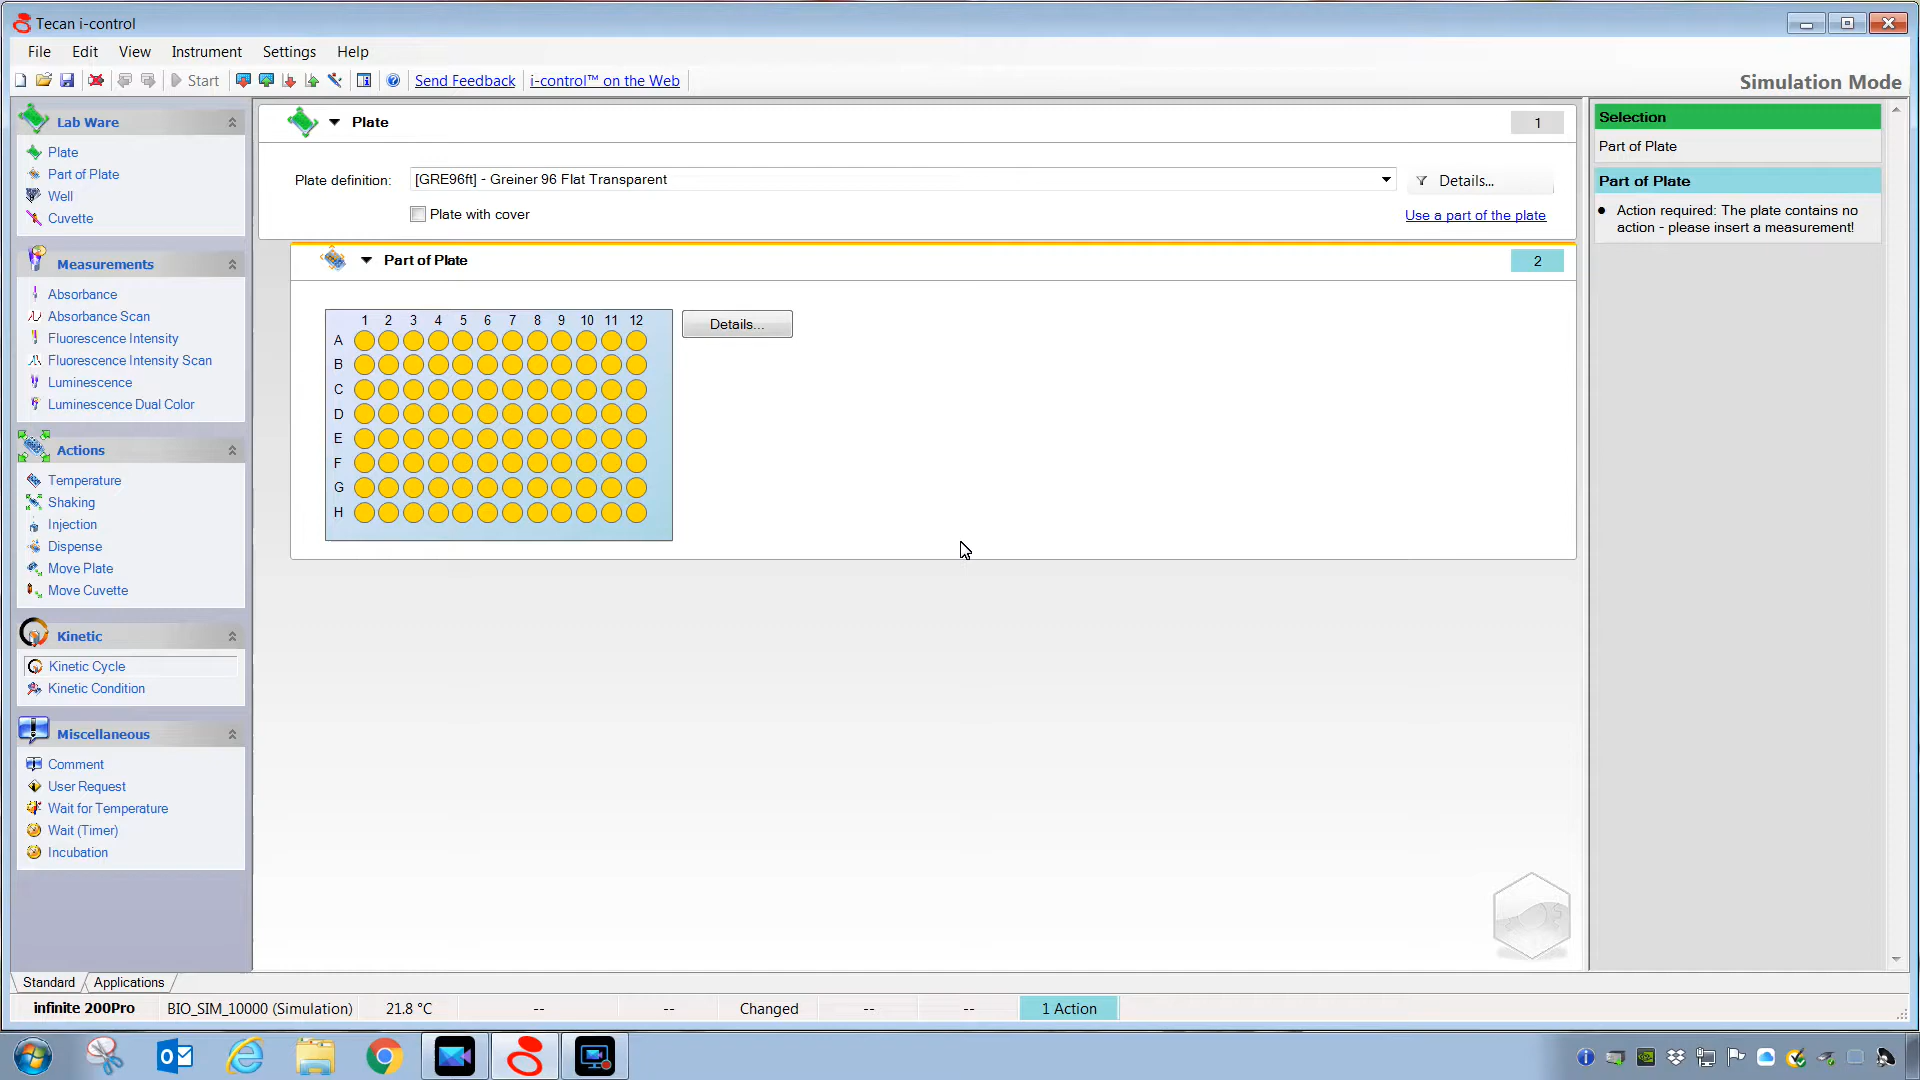 Tecan i-control
File Edit View Instrument Settings Help
Start Send Feedback i-control™ on the Web
Simulation Mode
Lab Ware
Plate
Part of Plate
Well
Cuvette
Measurements
Absorbance
Absorbance Scan
Fluorescence Intensity
Fluorescence Intensity Scan
Luminescence
Luminescence Dual Color
Actions
Temperature
Shaking
Injection
Dispense
Move Plate
Move Cuvette
Kinetic
Kinetic Cycle
Kinetic Condition
Miscellaneous
Comment
User Request
Wait for Temperature
Wait (Timer)
Incubation
Standard Applications
Plate 1
Plate definition: [GRE96ft] - Greiner 96 Flat Transparent Details...
Plate with cover Use a part of the plate
Part of Plate 2
1 2 3 4 5 6 7 8 9 10 11 12
A
B
C
D
E
F
G
H
Details...
Selection
Part of Plate
Part of Plate
Action required: The plate contains no
action - please insert a measurement!
infinite 200Pro BIO_SIM_10000 (Simulation) 21.8 °C -- -- Changed -- -- 1 Action